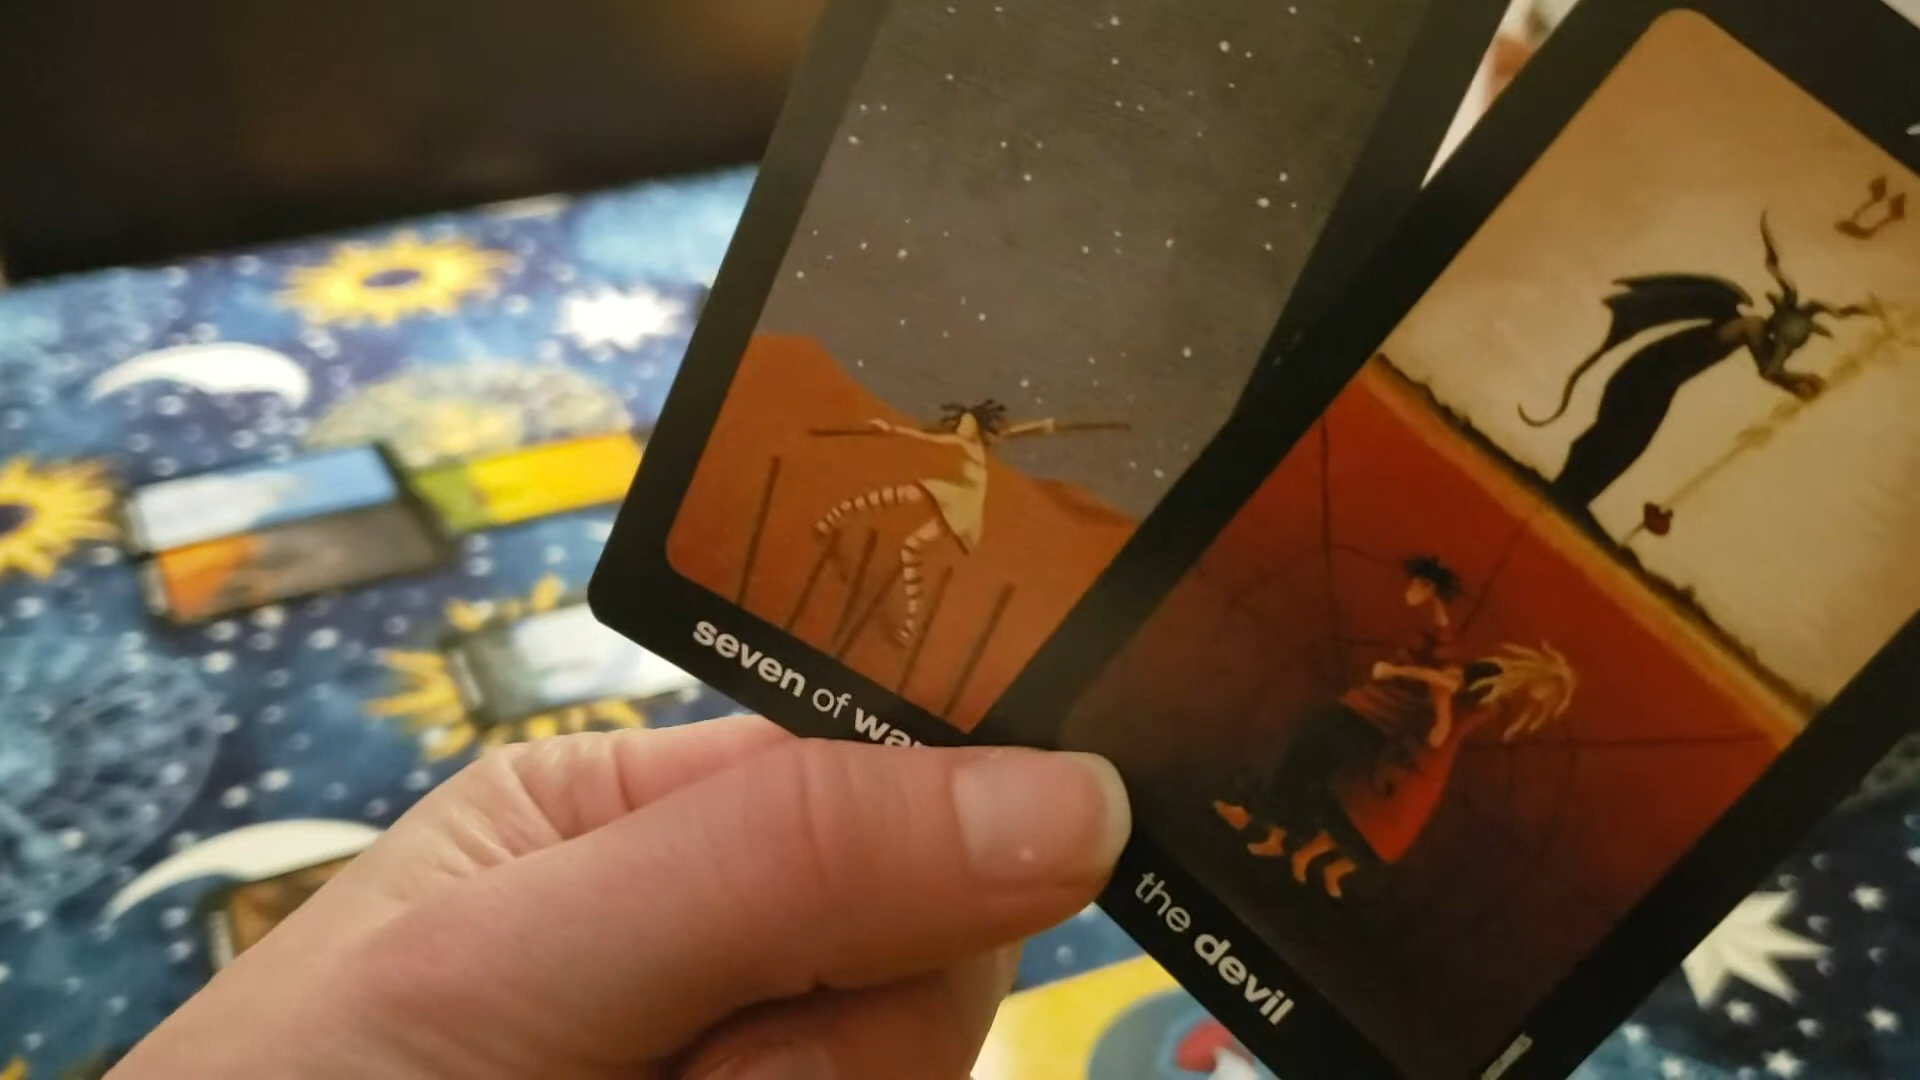 seven of
the devil